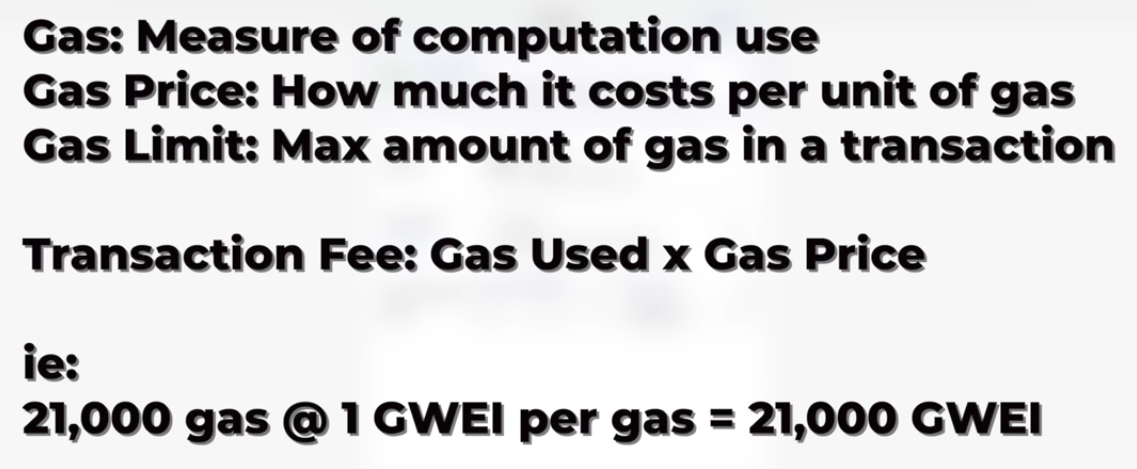 Gas: Measure of computation use
Gas Price: How much it costs per unit of gas
Gas Limit: Max amount of gas in a transaction
Transaction Fee: Gas Used x Gas Price
ie:
21,000 gas @ 1 GWEI per gas = 21,000 GWEI